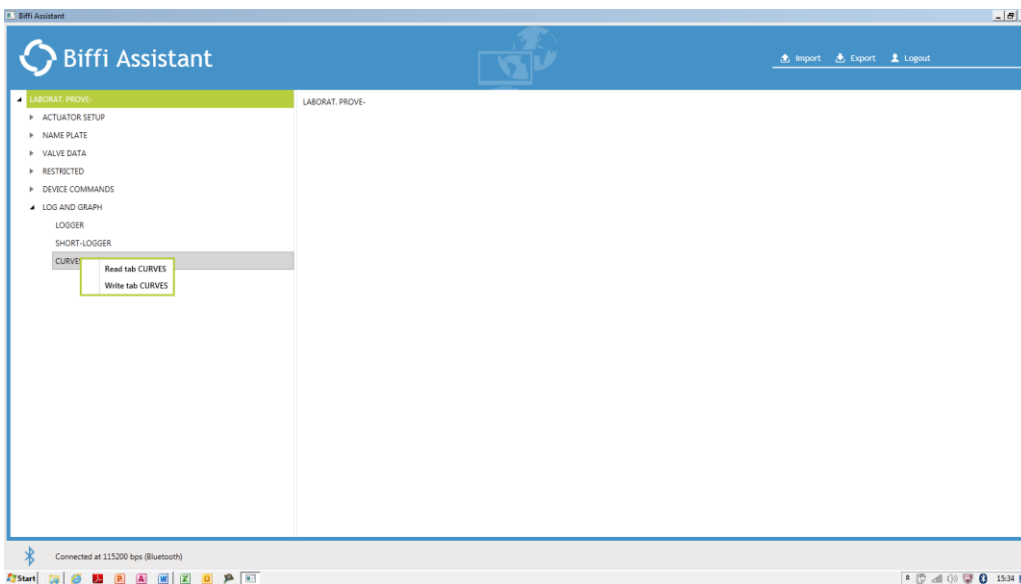 Biffi Assistant
Biffi Assistant
Import Export Logout
LABORAT. PROVE-
LABORAT. PROVE-
ACTUATOR SETUP
NAME PLATE
VALVE DATA
RESTRICTED
DEVICE COMMANDS
LOG AND GRAPH
LOGGER
SHORT-LOGGER
CURVE
Read tab CURVES
Write tab CURVES
Connected at 115200 bps (Bluetooth)
Start
15:34